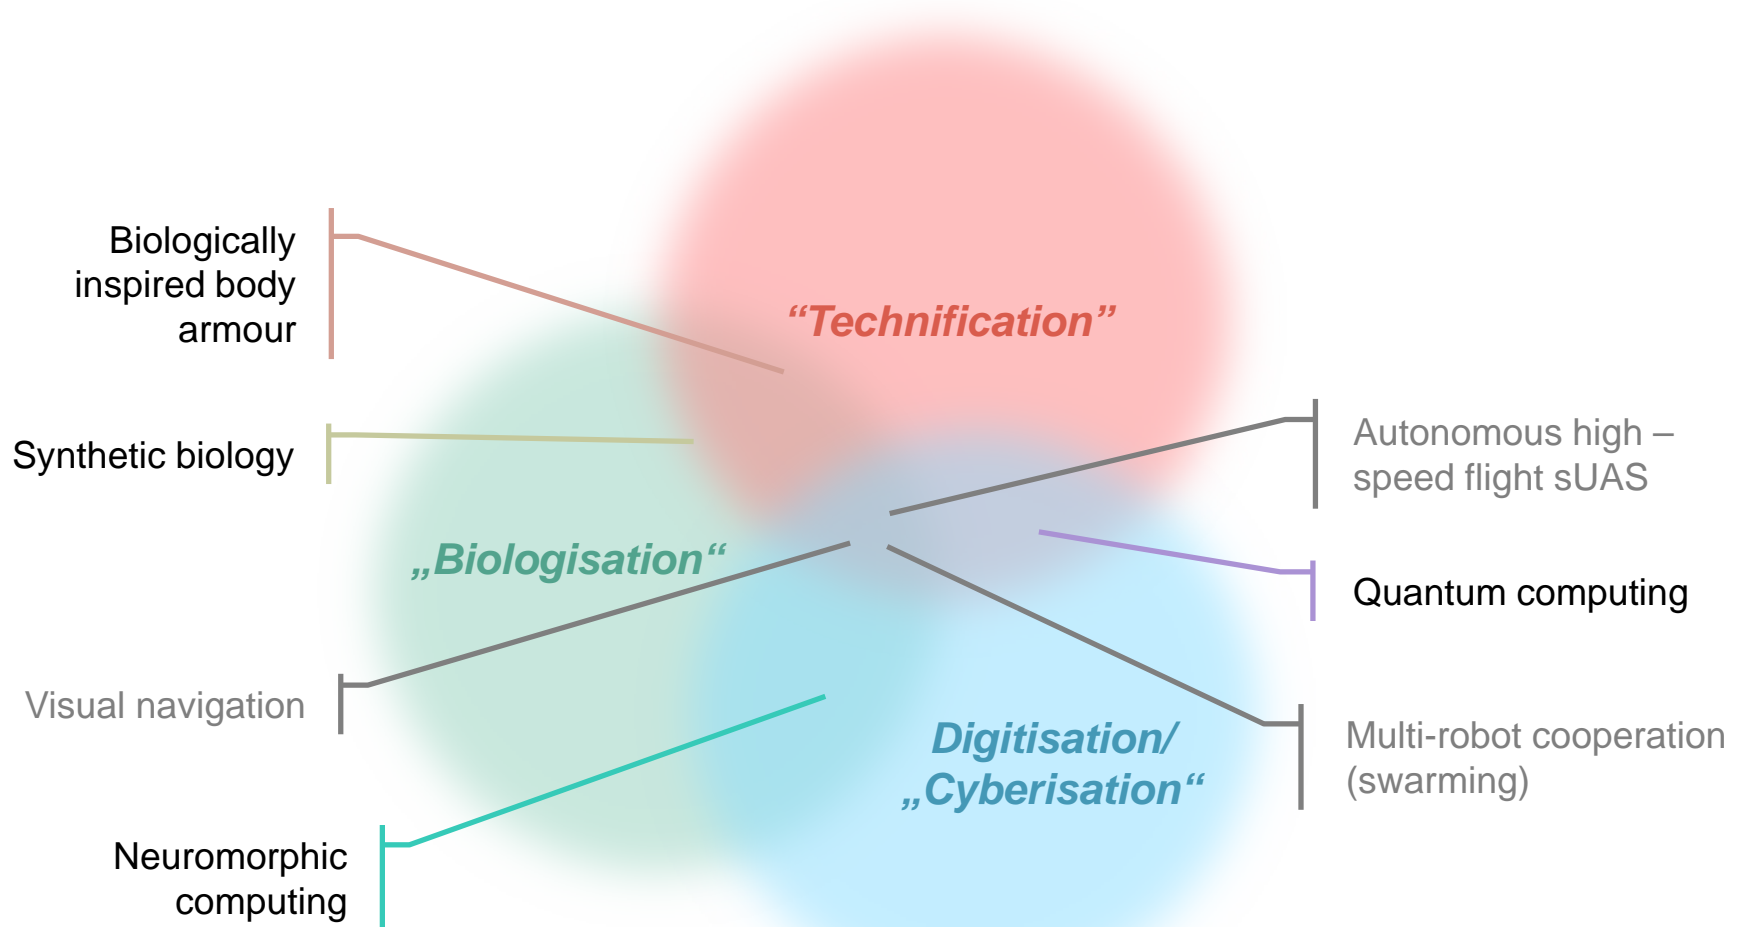 Biologically
inspired body
armour
“Technification”
Synthetic biology
Autonomous high –
speed flight sUAS
„Biologisation“
Quantum computing
Visual navigation
Digitisation/
„Cyberisation“
Multi-robot cooperation
(swarming)
Neuromorphic
computing